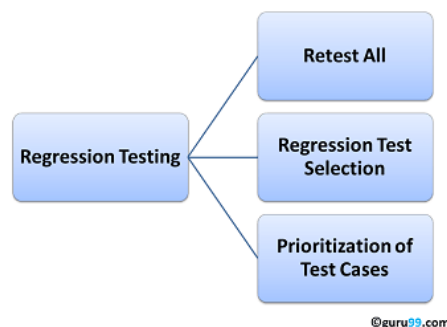 Retest All
Regression Testing
Regression Test
Selection
Prioritization of
Test Cases
©guru99.com